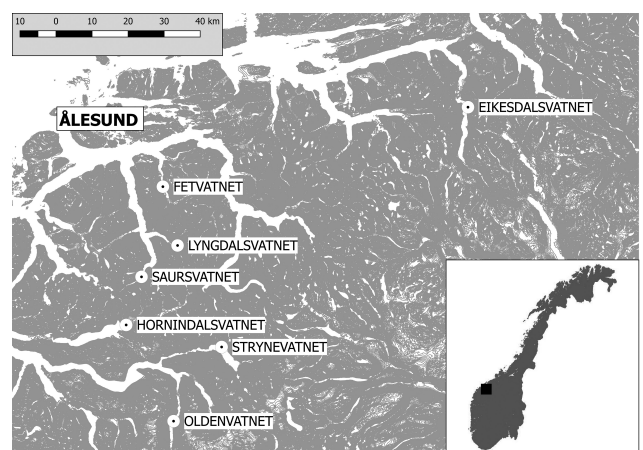 10 0 10 20 30 40 km
EIKESDALSVATNET
ÅLESUND
FETVATNET
LYNGDALSVATNET
SAURSVATNET
HORNINDALSVATNET
STRYNEVATNET
OLDENVATNET